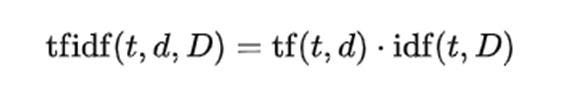 tfidf(t, d, D) = tf(t, d) · idf(t, D)